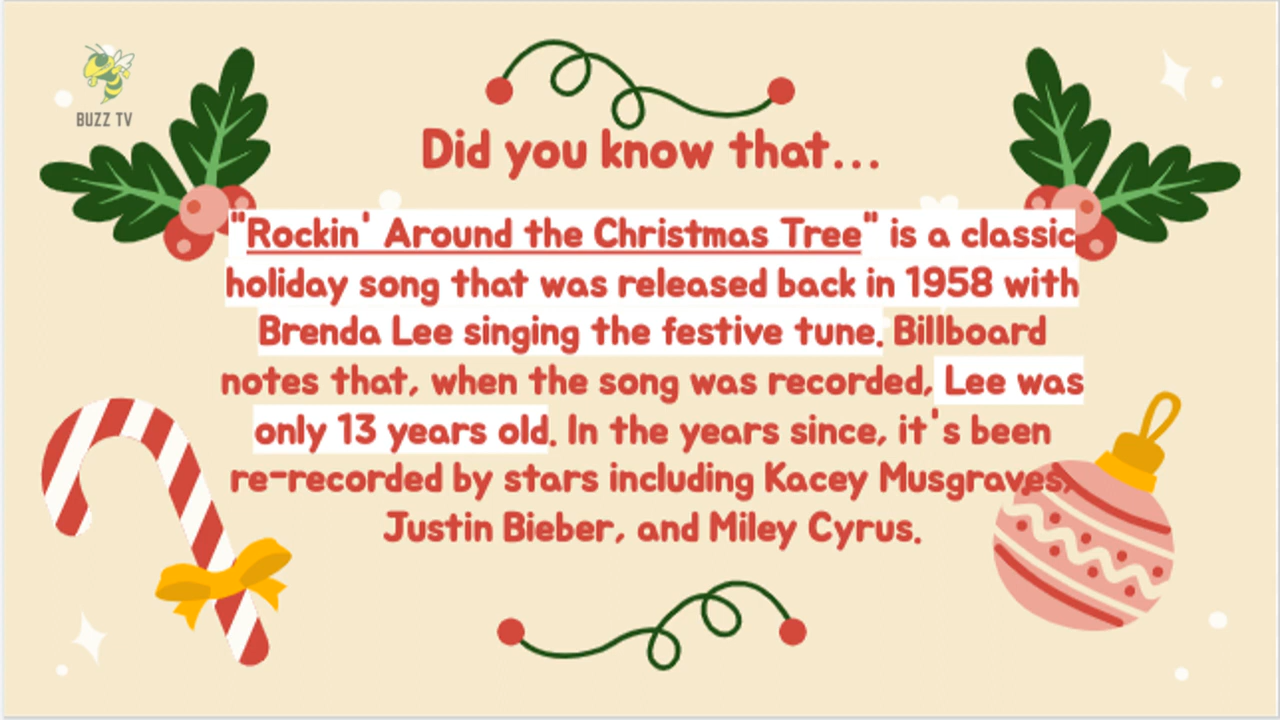 BUZZ TV
Did you know that...
"Rockin' Around the Christmas Tree" is a classic
holiday song that was released back in 1958 with
Brenda Lee singing the festive tune. Billboard
notes that, when the song was recorded, Lee was
only 13 years old. In the years since, it's been
re-recorded by stars including Kacey Musgraves,
Justin Bieber, and Miley Cyrus.